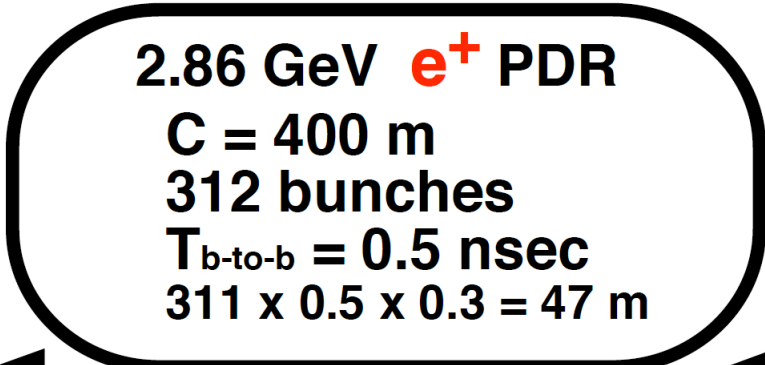 2.86 GeV e+ PDR
C = 400 m
312 bunches
Tb-to-b = 0.5 nsec
311 x 0.5 x 0.3 = 47 m